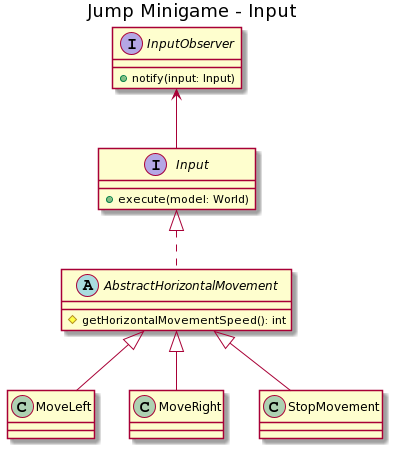 Jump Minigame - Input
I InputObserver
notify(input: Input)
I Input
execute(model: World)
A AbstractHorizontalMovement
getHorizontalMovementSpeed(): int
C MoveLeft
C MoveRight
C StopMovement